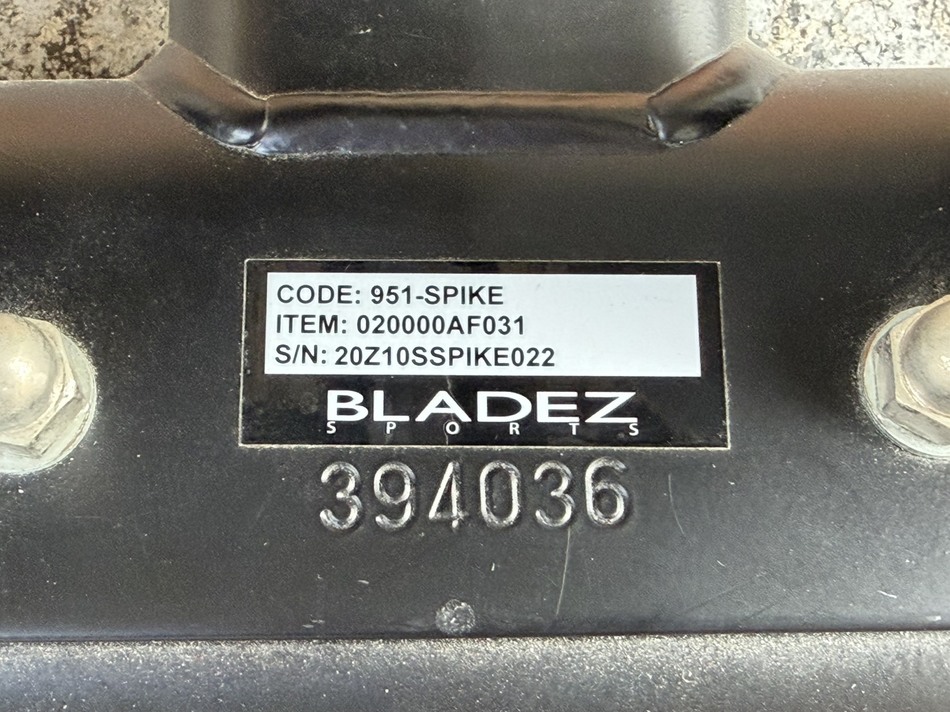 CODE: 951-SPIKE
ITEM: 020000AF031
S/N: 20Z10SSPIKE022
BLADEZ
SPORTS
394036